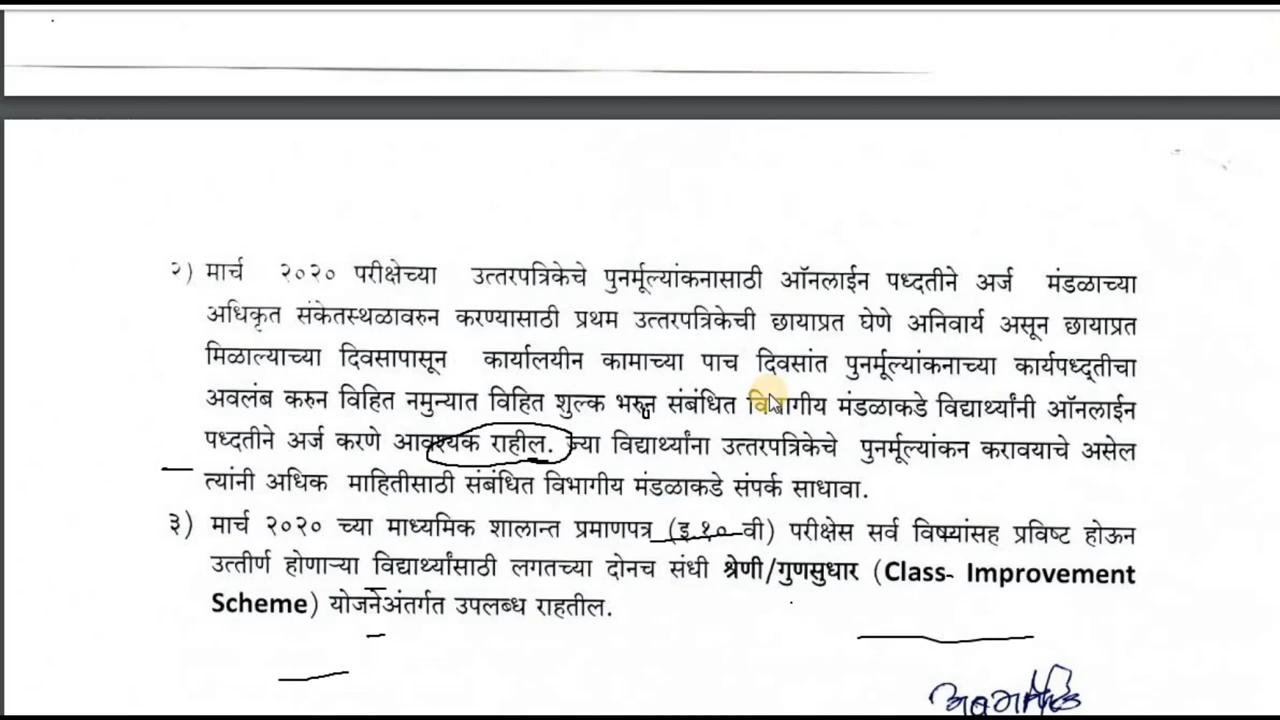 २) मार्च २०२० परीक्षेच्या उत्तरपत्रिकेचे पुनर्मूल्यांकनासाठी ऑनलाईन पध्दतीने अर्ज मंडळाच्या
अधिकृत संकेतस्थळावरुन करण्यासाठी प्रथम उत्तरपत्रिकेची छायाप्रत घेणे अनिवार्य असून छायाप्रत
मिळाल्याच्या दिवसापासून कार्यालयीन कामाच्या पाच दिवसांत पुनर्मूल्यांकनाच्या कार्यपध्द्तीचा
अवलंब करुन विहित नमुन्यात विहित शुल्क भरुन संबंधित विभागीय मंडळाकडे विद्यार्थ्यांनी ऑनलाईन
पध्दतीने अर्ज करणे आवश्यक राहील. ज्या विद्यार्थ्यांना उत्तरपत्रिकेचे पुनर्मूल्यांकन करावयाचे असेल
त्यांनी अधिक माहितीसाठी संबंधित विभागीय मंडळाकडे संपर्क साधावा.
३) मार्च २०२० च्या माध्यमिक शालान्त प्रमाणपत्र (इ १० वी) परीक्षेस सर्व विषयांसह प्रविष्ट होऊन
उत्तीर्ण होणाऱ्या विद्यार्थ्यांसाठी लगतच्या दोनच संधी श्रेणी/गुणसुधार (Class- Improvement
Scheme) योजनेअंतर्गत उपलब्ध राहतील.